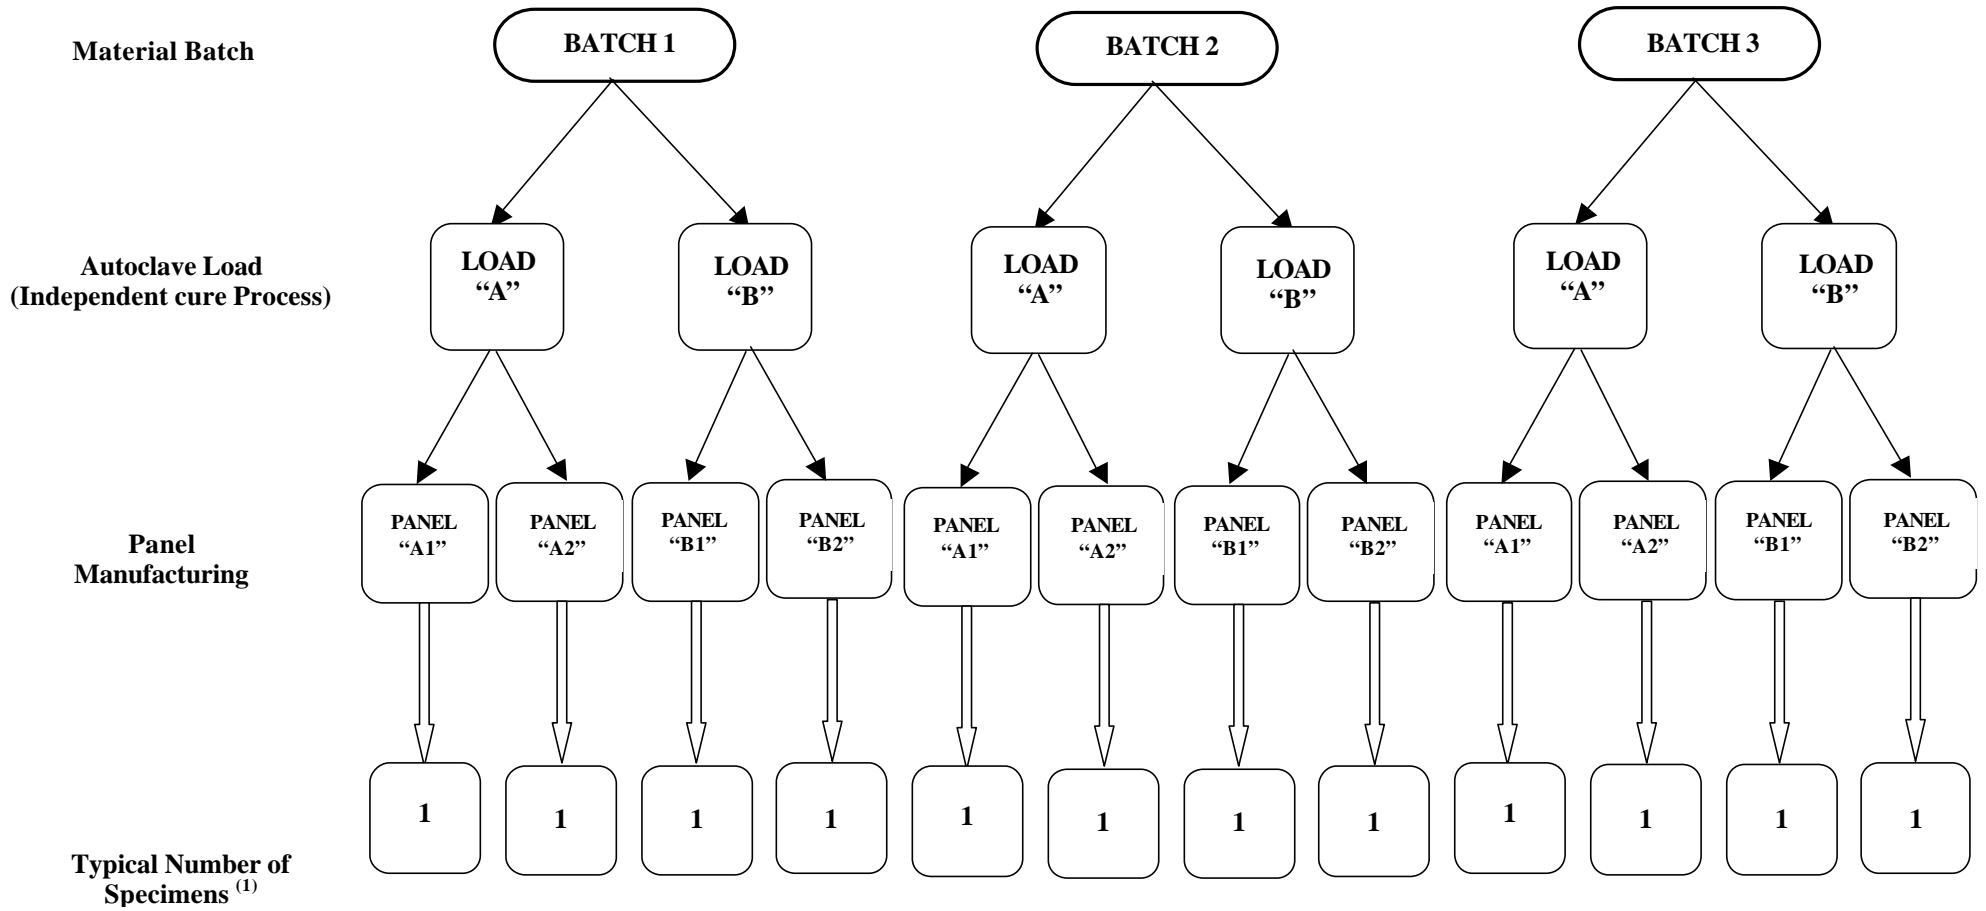 Material Batch
BATCH 1
BATCH 2
BATCH 3
Autoclave Load
(Independent cure Process)
LOAD
“A”
LOAD
“B”
LOAD
“A”
LOAD
“B”
LOAD
“A”
LOAD
“B”
Panel
Manufacturing
PANEL
“A1”
PANEL
“A2”
PANEL
“B1”
PANEL
“B2”
PANEL
“A1”
PANEL
“A2”
PANEL
“B1”
PANEL
“B2”
PANEL
“A1”
PANEL
“A2”
PANEL
“B1”
PANEL
“B2”
1
1
1
1
1
1
1
1
1
1
1
1
Typical Number of
Specimens (1)